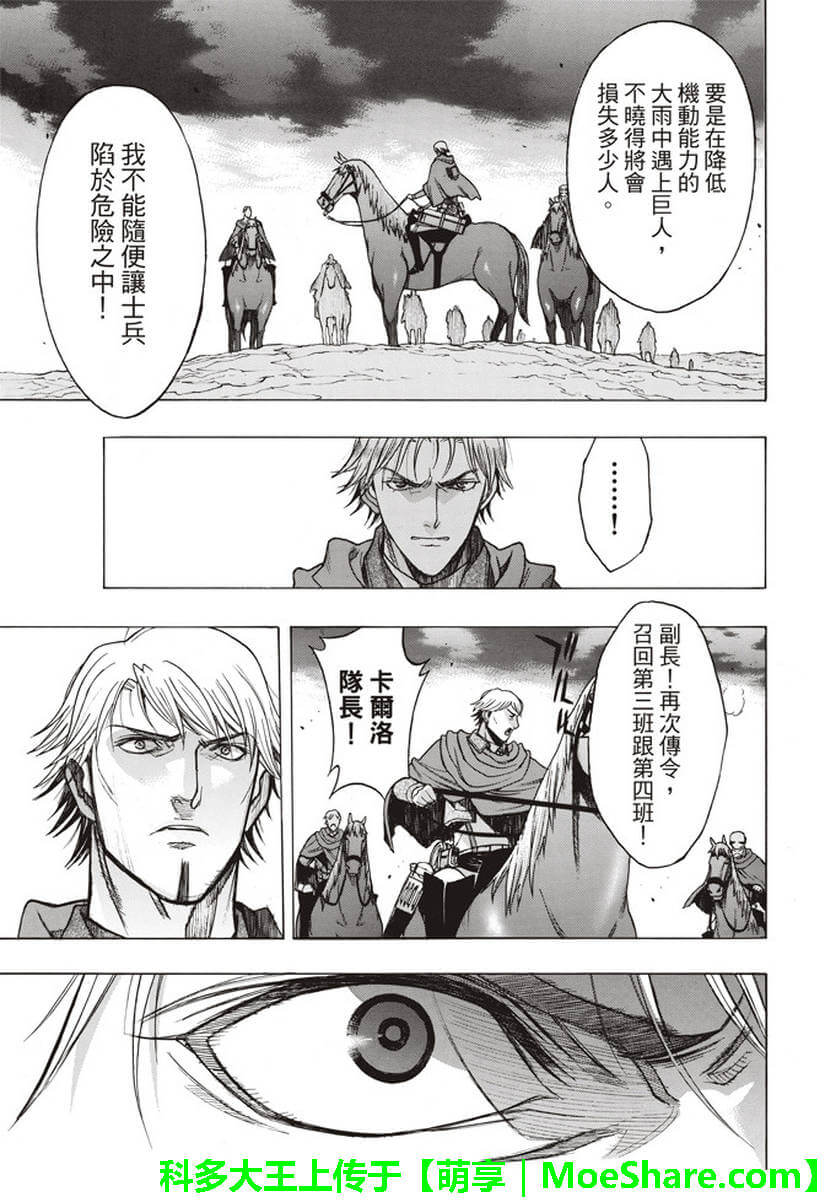 要是在降低
機動能力的
大雨中遇上巨人，
不曉得將會
損失多少人。
我不能隨便讓士兵
陷於危險之中！
……！
副長！再次傳令，
召回第三班跟第四班！
卡爾洛
隊長！
科多大王上传于【萌享│MoeShare.com】